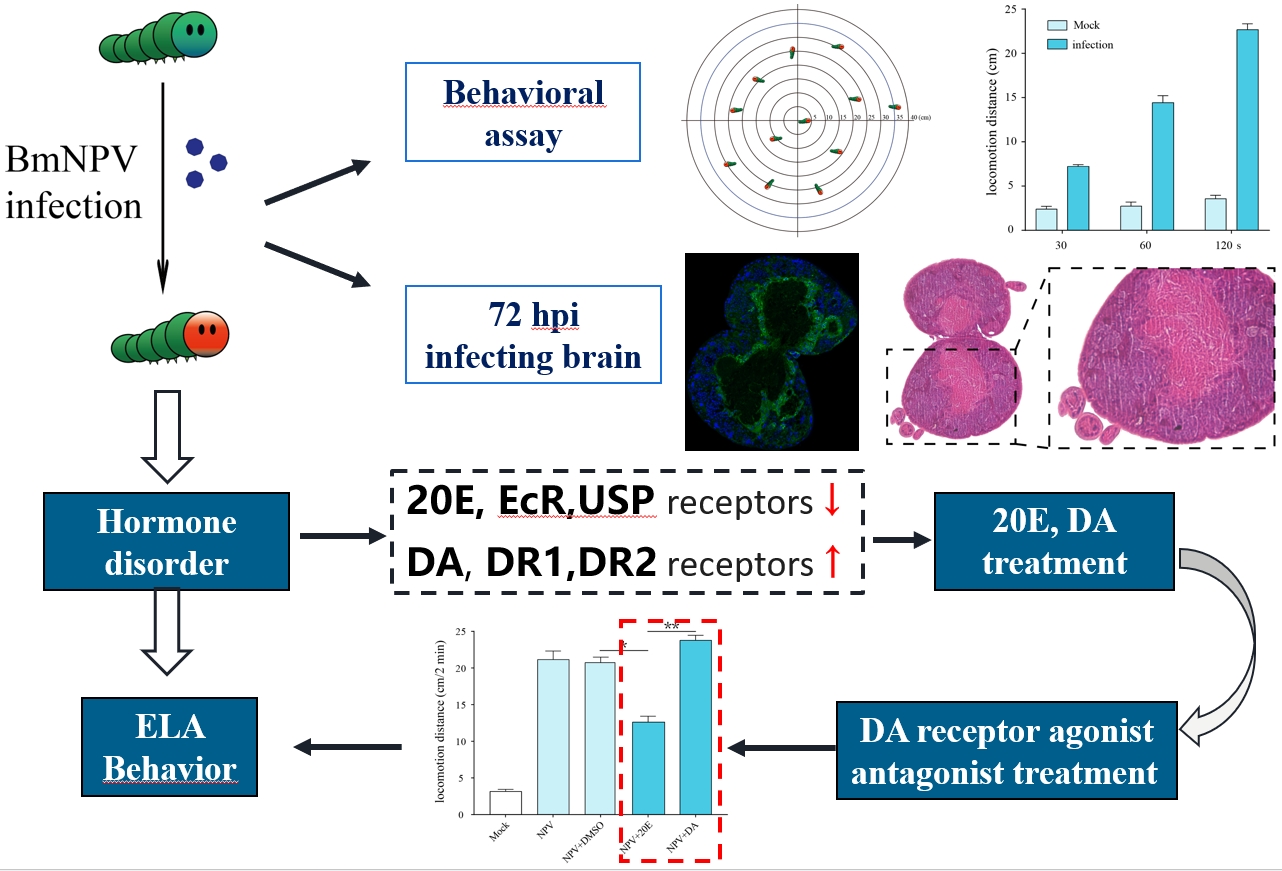 BmNPV
infection
Behavioral
assay
5 10 15 20 25 30 35 40 (cm)
locomotion distance (cm)
25
20
15
10
5
0
Mock
infection
30 60 120 s
72 hpi
infecting brain
Hormone
disorder
20E, EcR,USP receptors ↓
DA, DR1,DR2 receptors ↑
20E, DA
treatment
ELA
Behavior
locomotion distance (cm/2 min)
25
20
15
10
5
0
*
**
Mock
NPV
NPV+DMSO
NPV+20E
NPV+DA
DA receptor agonist
antagonist treatment